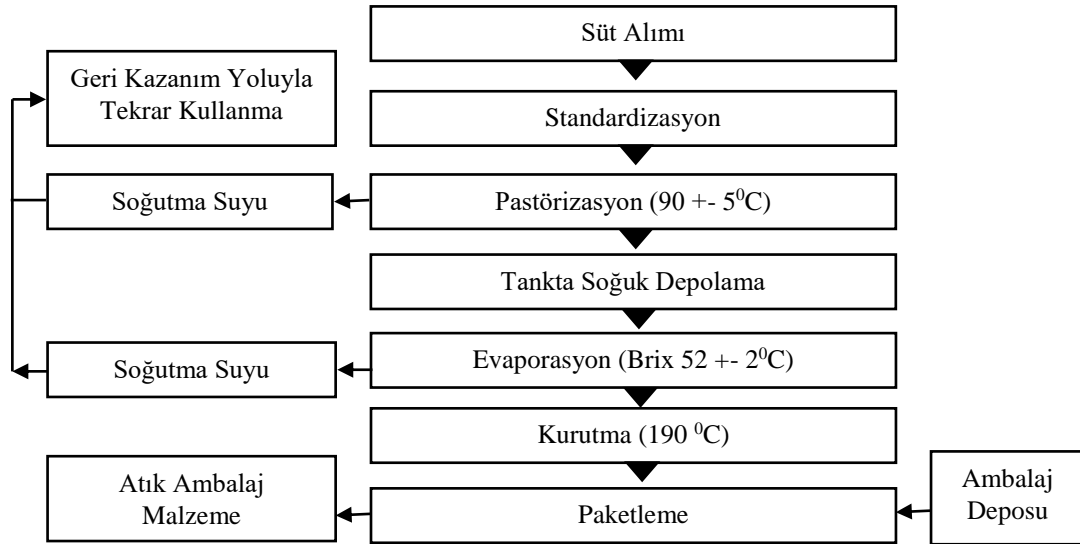 Süt Alımı
Geri Kazanım Yoluyla
Tekrar Kullanma
Standardizasyon
Soğutma Suyu
Pastörizasyon (90 +- 5⁰C)
Tankta Soğuk Depolama
Soğutma Suyu
Evaporasyon (Brix 52 +- 2⁰C)
Kurutma (190 ⁰C)
Atık Ambalaj
Malzeme
Paketleme
Ambalaj
Deposu